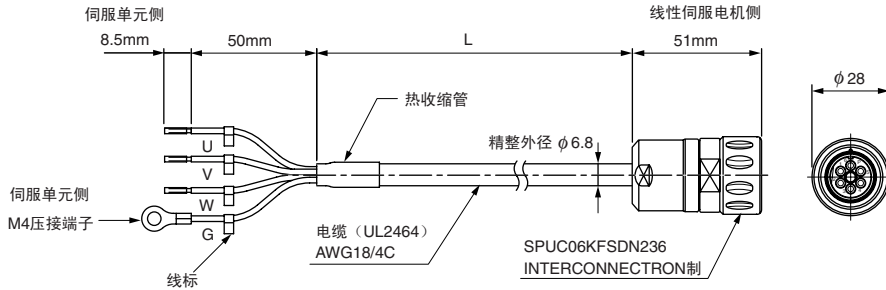 伺服单元侧
线性伺服电机侧
8.5mm
50mm
L
51mm
φ28
热收缩管
精整外径 φ6.8
U
V
W
G
伺服单元侧
M4压接端子
电缆（UL2464）
AWG18/4C
SPUC06KFSDN236
INTERCONNECTRON制
线标